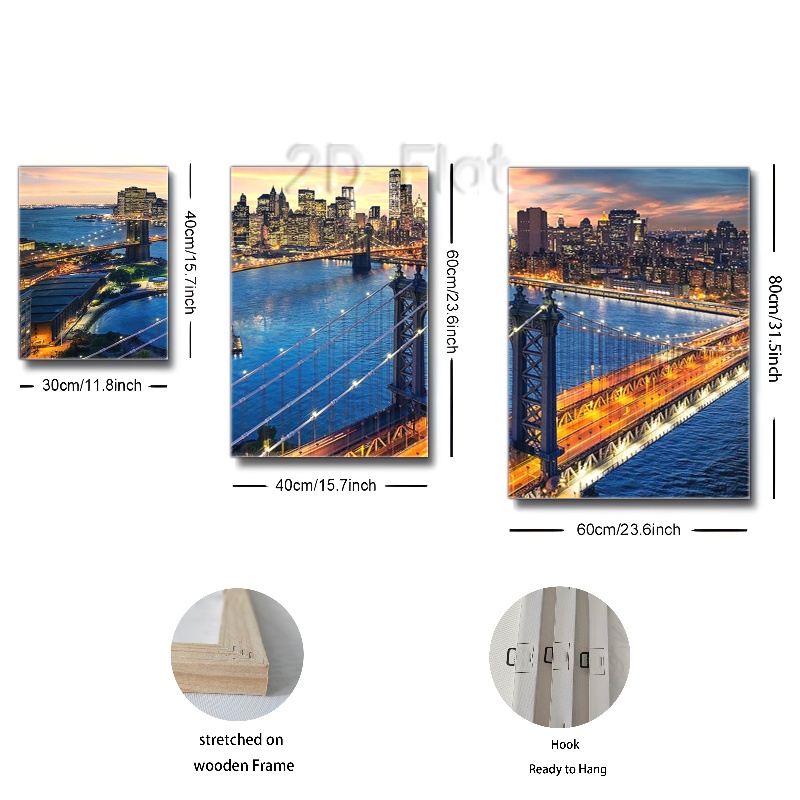 2D Flat
40cm/15.7inch
60cm/23.6inch
80cm/31.5inch
30cm/11.8inch
40cm/15.7inch
60cm/23.6inch
stretched on
wooden Frame
Hook
Ready to Hang